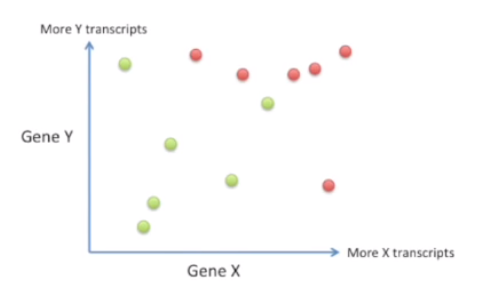 More Y transcripts
Gene Y
More X transcripts
Gene X